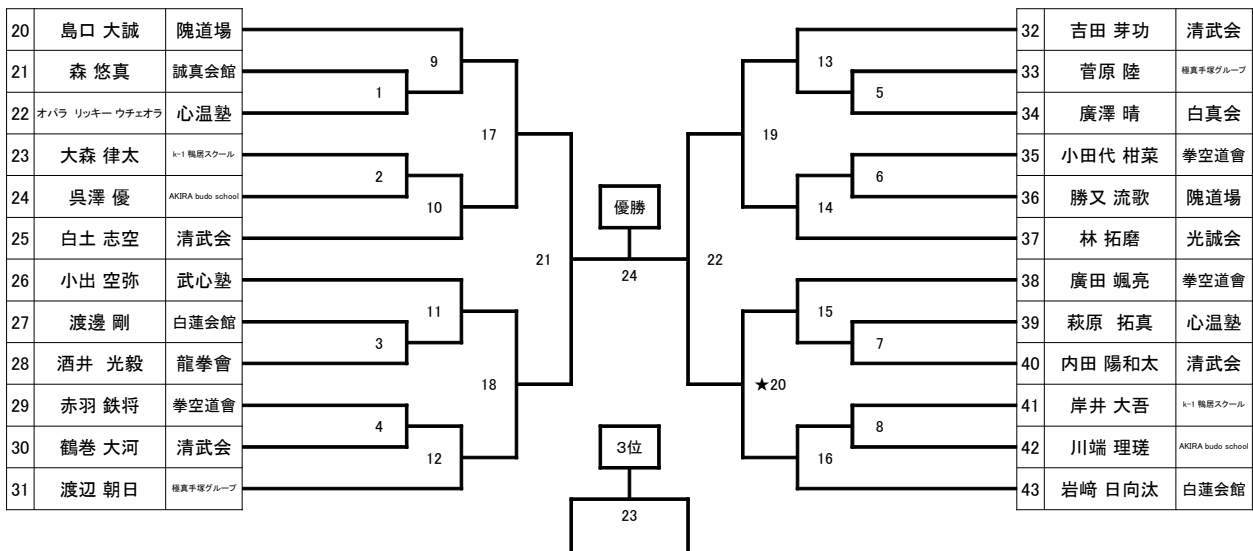 20 島口 大誠 隗道場
21 森 悠真 誠真会館
22 オパラ リッキー ウチェオラ 心温塾
23 大森 律太 k-1 鴨居スクール
24 呉澤 優 AKIRA budo school
25 白土 志空 清武会
26 小出 空弥 武心塾
27 渡邊 剛 白蓮会館
28 酒井 光毅 龍拳會
29 赤羽 鉄将 拳空道會
30 鶴巻 大河 清武会
31 渡辺 朝日 極真手塚グループ
9
1
17
2
10
21
11
3
18
4
12
優勝
24
3位
23
13
5
19
6
14
22
15
7
★20
8
16
32 吉田 芽功 清武会
33 菅原 陸 極真手塚グループ
34 廣澤 晴 白真会
35 小田代 柑菜 拳空道會
36 勝又 流歌 隗道場
37 林 拓磨 光誠会
38 廣田 颯亮 拳空道會
39 萩原 拓真 心温塾
40 内田 陽和太 清武会
41 岸井 大吾 k-1 鴨居スクール
42 川端 理瑳 AKIRA budo school
43 岩﨑 日向汰 白蓮会館